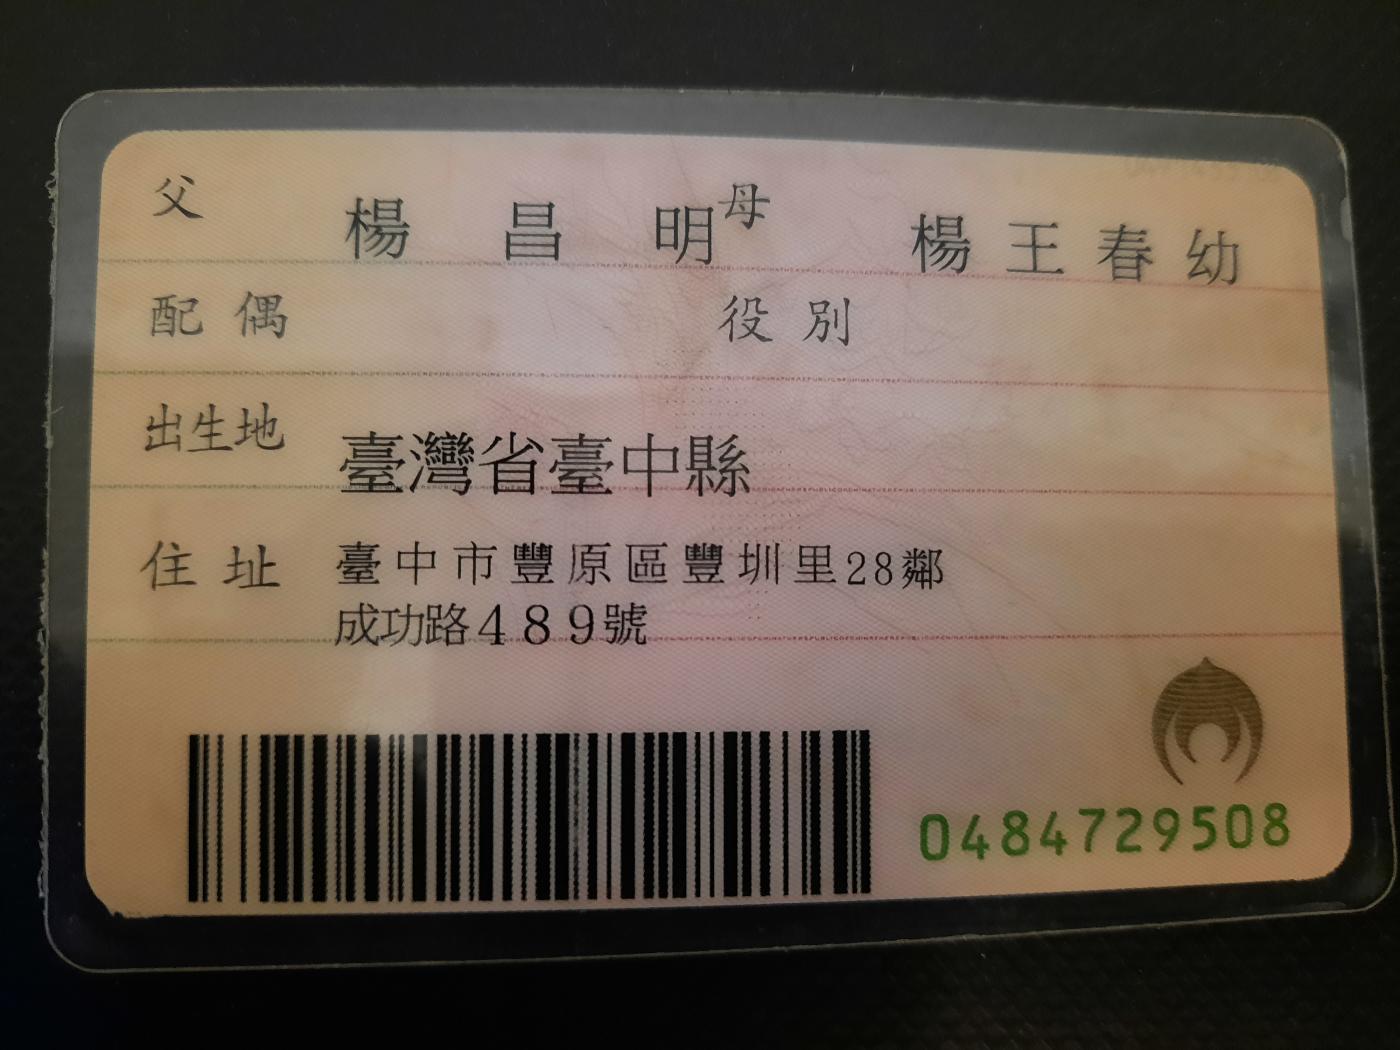 父 楊昌明 母 楊王春幼
配偶 役別
出生地 臺灣省臺中縣
住址 臺中市豐原區豐圳里28鄰
成功路489號
0484729508